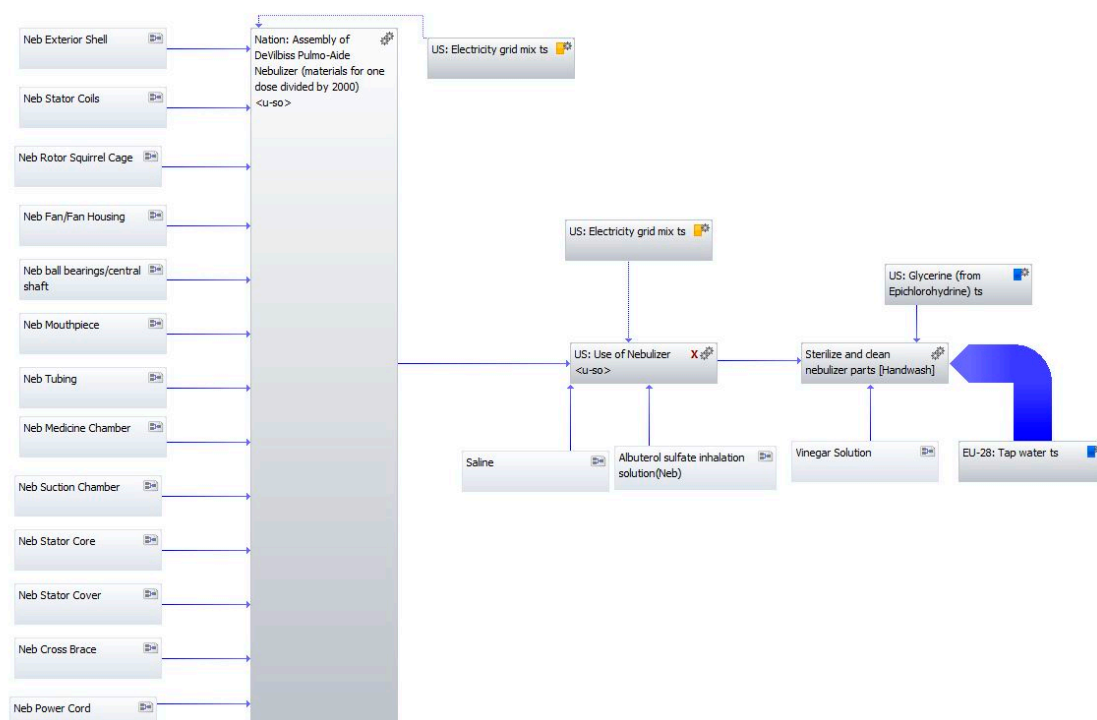 Neb Exterior Shell
Neb Stator Coils
Neb Rotor Squirrel Cage
Neb Fan/Fan Housing
Neb ball bearings/central
shaft
Neb Mouthpiece
Neb Tubing
Neb Medicine Chamber
Neb Suction Chamber
Neb Stator Core
Neb Stator Cover
Neb Cross Brace
Neb Power Cord
Nation: Assembly of
DeVilbiss Pulmo-Aide
Nebulizer (materials for one
dose divided by 2000)
<u-so>
US: Electricity grid mix ts
US: Electricity grid mix ts
US: Use of Nebulizer X
<u-so>
Saline
Albuterol sulfate inhalation
solution(Neb)
US: Glycerine (from
Epichlorohydrine) ts
Sterilize and clean
nebulizer parts [Handwash]
Vinegar Solution
EU-28: Tap water ts